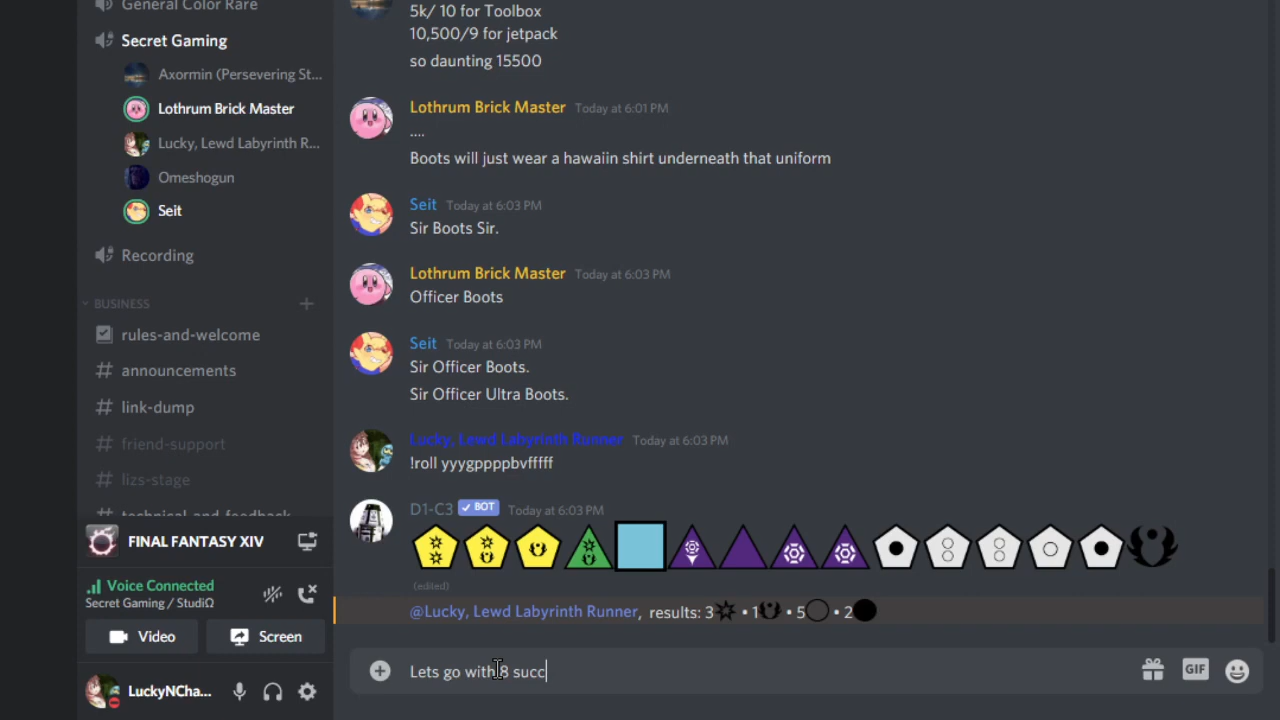 General Color Rare
Secret Gaming
Axormin (Persevering St...
Lothrum Brick Master
Lucky, Lewd Labyrinth R...
Omeshogun
Seit
Recording
BUSINESS
rules-and-welcome
announcements
link-dump
friend-support
lizs-stage
technical-and-feedback
FINAL FANTASY XIV
Voice Connected
Secret Gaming / StudiΩ
Video
Screen
LuckyNCha...
5k/ 10 for Toolbox
10,500/9 for jetpack
so daunting 15500
Lothrum Brick Master Today at 6:01 PM
....
Boots will just wear a hawaiin shirt underneath that uniform
Seit Today at 6:03 PM
Sir Boots Sir.
Lothrum Brick Master Today at 6:03 PM
Officer Boots
Seit Today at 6:03 PM
Sir Officer Boots.
Sir Officer Ultra Boots.
Lucky, Lewd Labyrinth Runner Today at 6:03 PM
!roll yyygppppbvfffff
D1-C3 BOT Today at 6:03 PM
(edited)
@Lucky, Lewd Labyrinth Runner, results: 3 • 1 • 5 • 2
Lets go with 8 succ
GIF